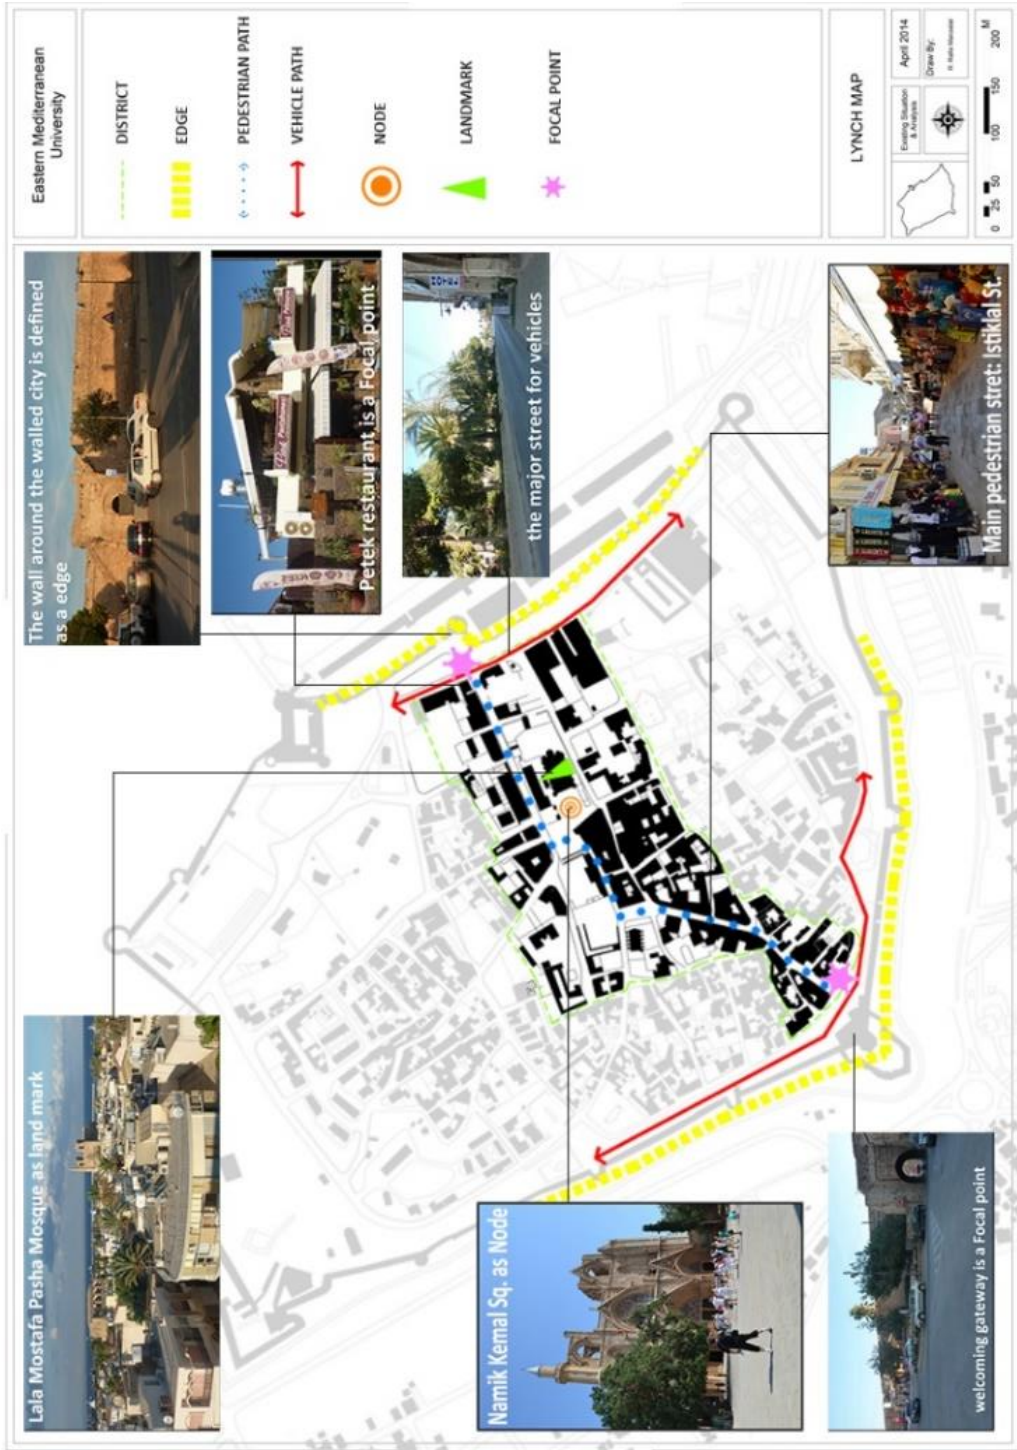 Eastern Mediterranean
University
DISTRICT
EDGE
PEDESTRIAN PATH
VEHICLE PATH
NODE
LANDMARK
FOCAL POINT
LYNCH MAP
Existing Situation
& Analysis
April 2014
Draw By:
0 25 50 100 150 200
M
Lala Mostafa Pasha Mosque as land mark
The wall around the walled city is defined
as a edge
Petek restaurant is a Focal point
the major street for vehicles
Namik Kemal Sq. as Node
welcoming gateway is a Focal point
Main pedestrian stret: Istiklal St.